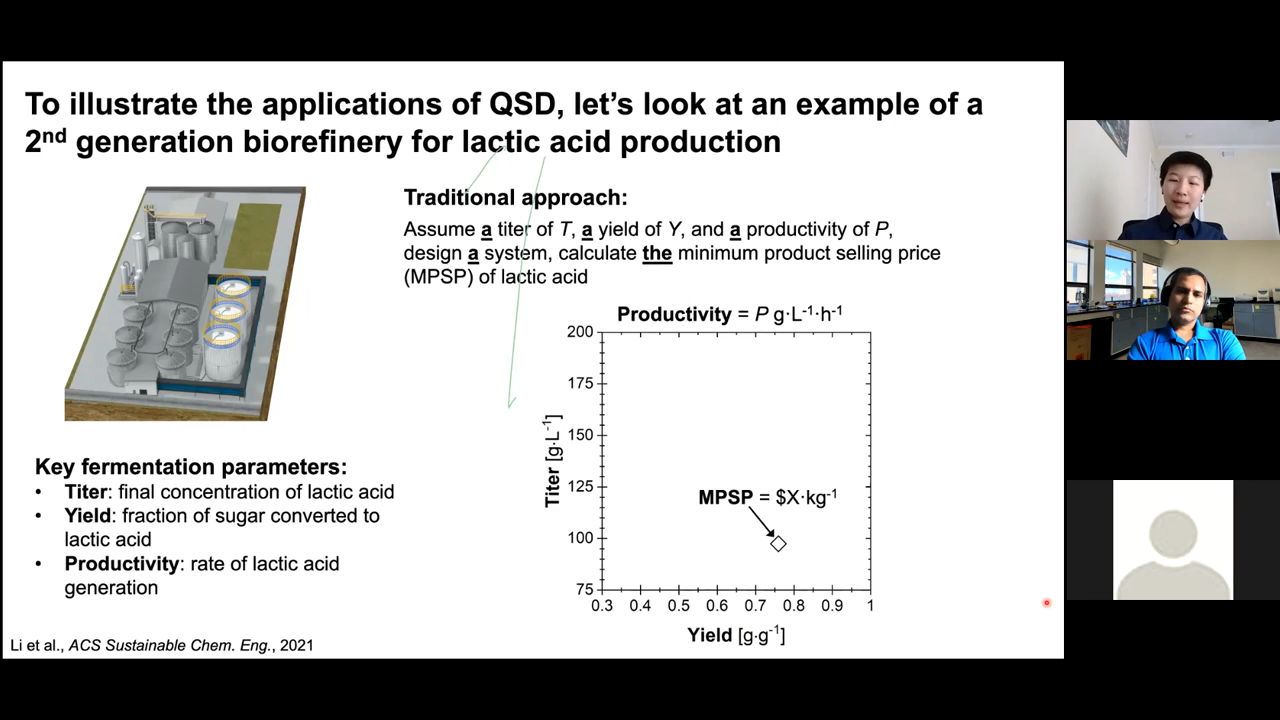 To illustrate the applications of QSD, let's look at an example of a
2nd generation biorefinery for lactic acid production
Traditional approach:
Assume a titer of T, a yield of Y, and a productivity of P,
design a system, calculate the minimum product selling price
(MPSP) of lactic acid
Productivity = P g·L-1·h-1
200
175
150
125
100
75
Titer [g·L-1]
MPSP = $X·kg-1
0.3 0.4 0.5 0.6 0.7 0.8 0.9 1
Yield [g·g-1]
Key fermentation parameters:
• Titer: final concentration of lactic acid
• Yield: fraction of sugar converted to
lactic acid
• Productivity: rate of lactic acid
generation
Li et al., ACS Sustainable Chem. Eng., 2021